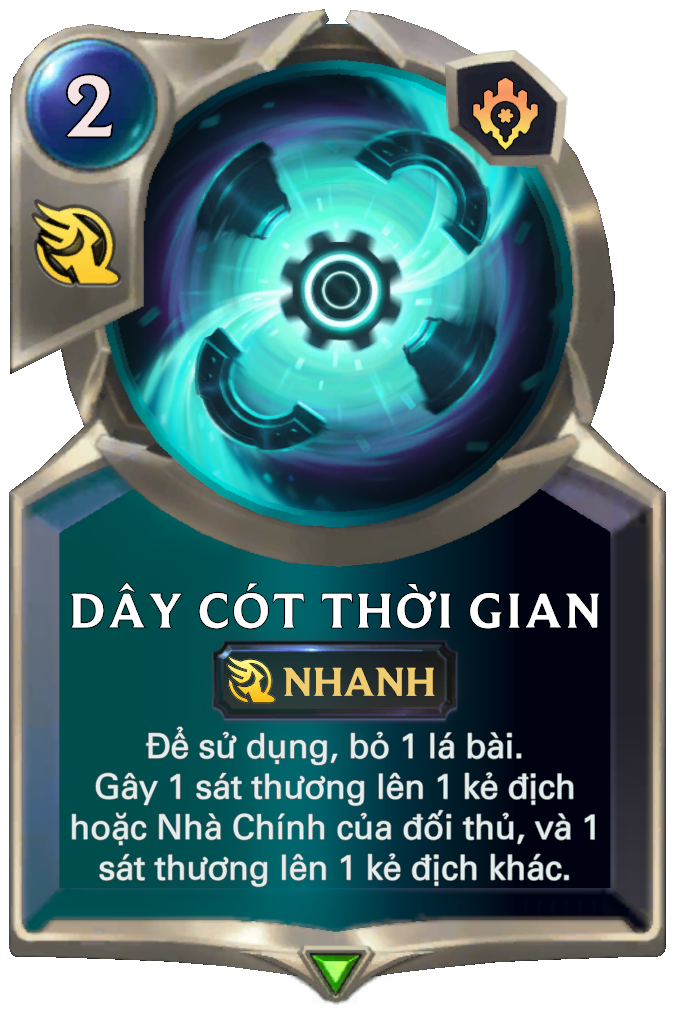 2
DÂY CÓT THỜI GIAN
NHANH
Để sử dụng, bỏ 1 lá bài.
Gây 1 sát thương lên 1 kẻ địch
hoặc Nhà Chính của đối thủ, và 1
sát thương lên 1 kẻ địch khác.